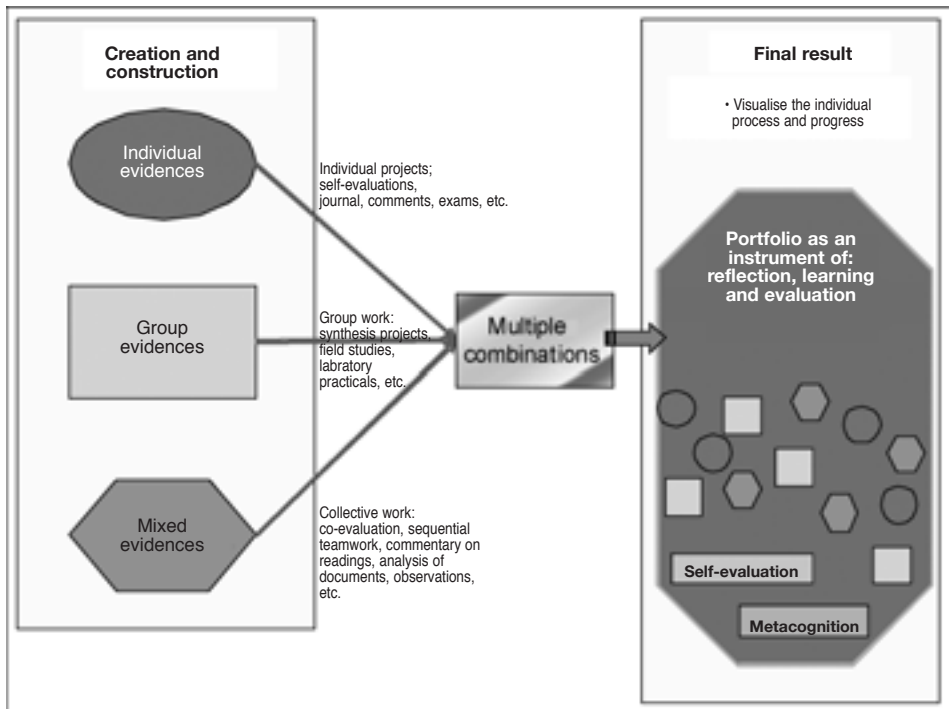 Creation and
construction
Individual
evidences
Group
evidences
Mixed
evidences
Individual projects;
self-evaluations,
journal, comments, exams, etc.
Group work:
synthesis projects,
field studies,
labratory
practicals, etc.
Collective work:
co-evaluation, sequential
teamwork, commentary on
readings, analysis of
documents, observations,
etc.
Multiple
combinations
Final result
• Visualise the individual
process and progress
Portfolio as an
instrument of:
reflection, learning
and evaluation
Self-evaluation
Metacognition